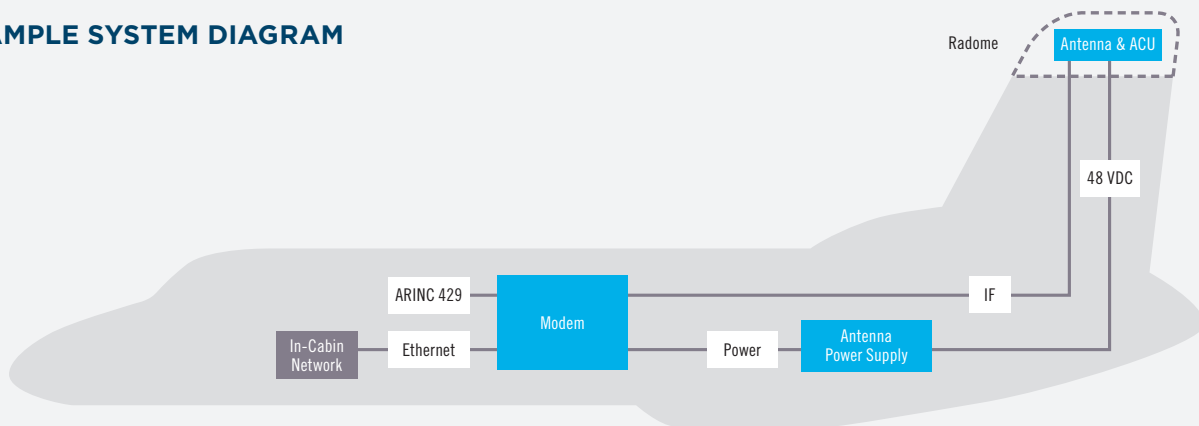 AMPLE SYSTEM DIAGRAM
Radome
Antenna & ACU
48 VDC
ARINC 429
Modem
IF
In-Cabin
Network
Ethernet
Power
Antenna
Power Supply